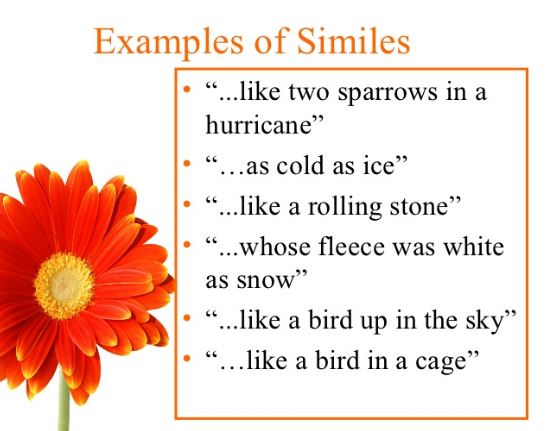 Examples of Similes
• “...like two sparrows in a
hurricane”
• “…as cold as ice”
• “...like a rolling stone”
• “...whose fleece was white
as snow”
• “...like a bird up in the sky”
• “…like a bird in a cage”